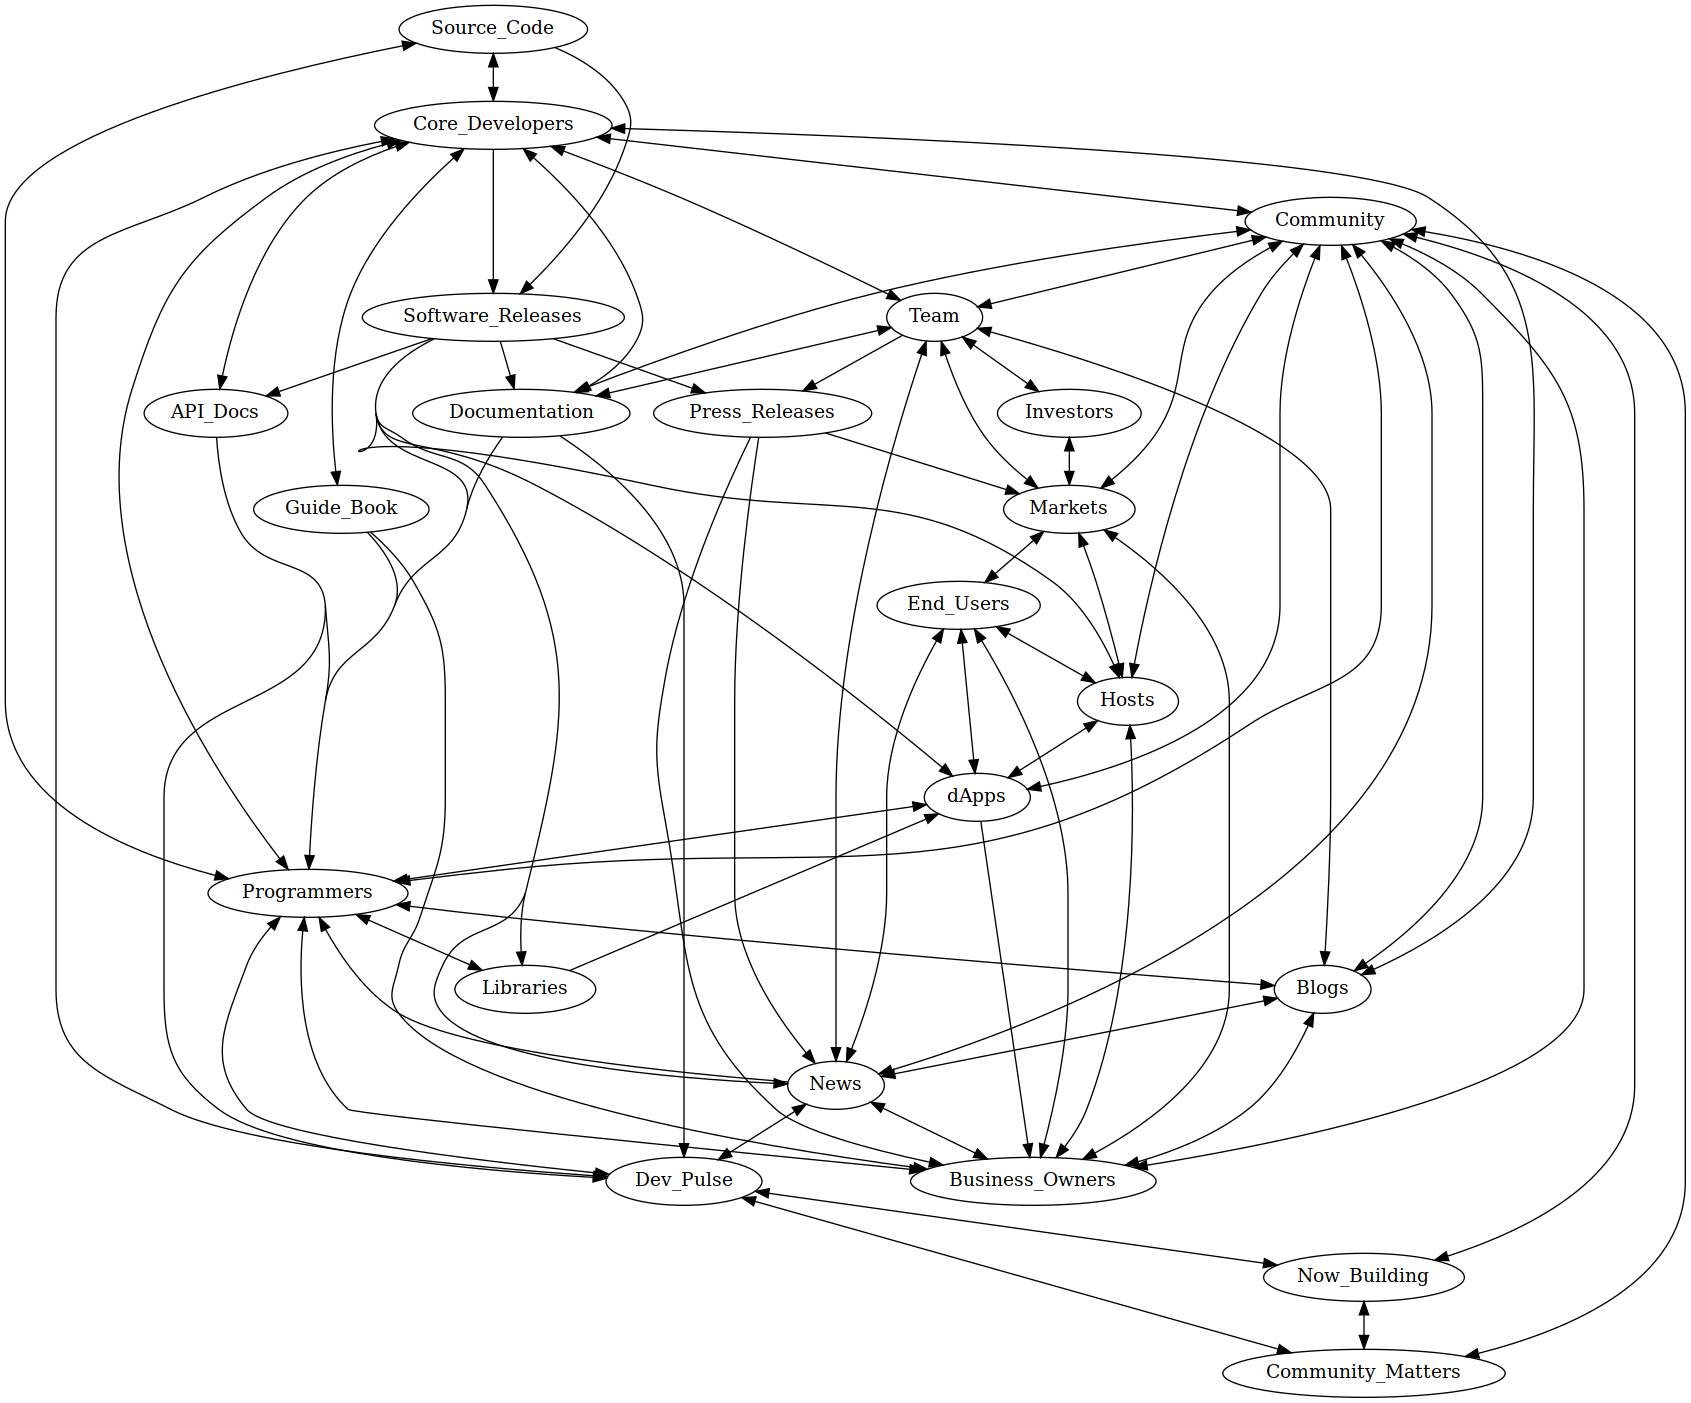 Source_Code
Core_Developers
Community
Software_Releases
Team
API_Docs
Documentation
Press_Releases
Investors
Guide_Book
Markets
End_Users
Hosts
dApps
Programmers
Libraries
Blogs
News
Dev_Pulse
Business_Owners
Now_Building
Community_Matters